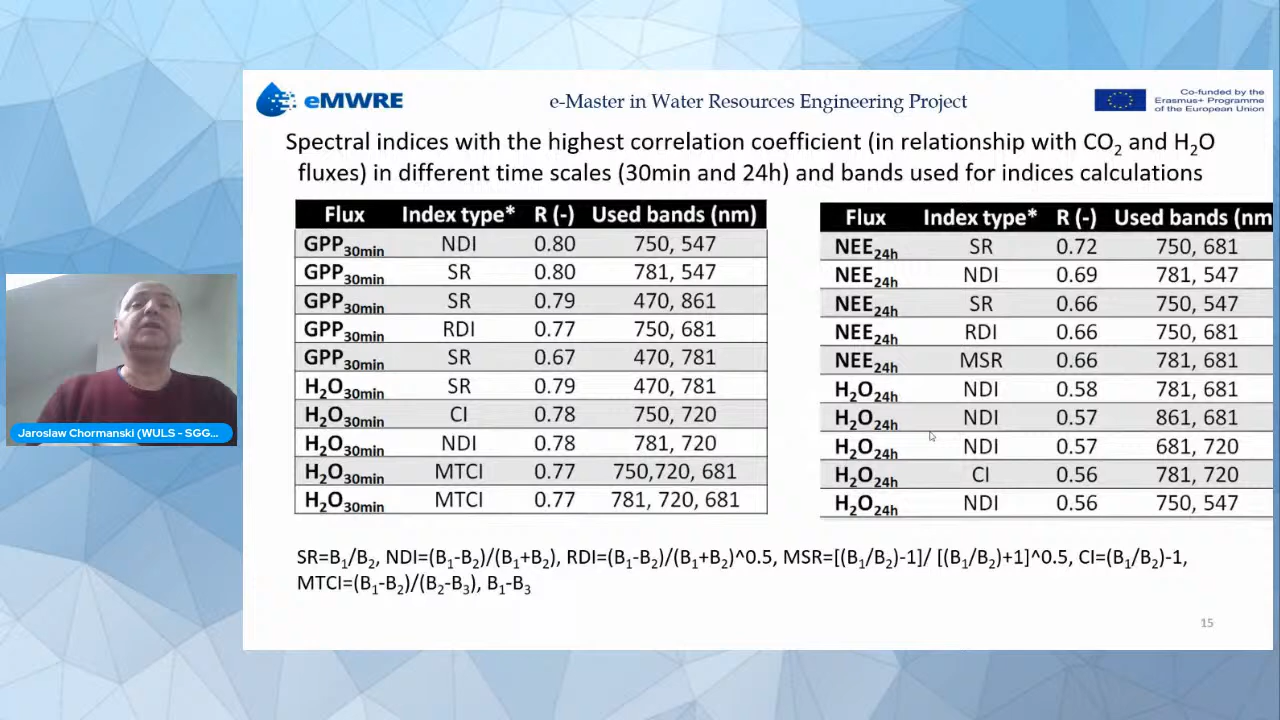 eMWRE
e-Master in Water Resources Engineering Project
Co-funded by the
Erasmus+ Programme
of the European Union
Spectral indices with the highest correlation coefficient (in relationship with CO₂ and H₂O
fluxes) in different time scales (30min and 24h) and bands used for indices calculations
Flux Index type* R (-) Used bands (nm)
GPP30min NDI 0.80 750, 547
GPP30min SR 0.80 781, 547
GPP30min SR 0.79 470, 861
GPP30min RDI 0.77 750, 681
GPP30min SR 0.67 470, 781
H₂O30min SR 0.79 470, 781
H₂O30min CI 0.78 750, 720
H₂O30min NDI 0.78 781, 720
H₂O30min MTCI 0.77 750,720, 681
H₂O30min MTCI 0.77 781, 720, 681
Flux Index type* R (-) Used bands (nm
NEE24h SR 0.72 750, 681
NEE24h NDI 0.69 781, 547
NEE24h SR 0.66 750, 547
NEE24h RDI 0.66 750, 681
NEE24h MSR 0.66 781, 681
H₂O24h NDI 0.58 781, 681
H₂O24h NDI 0.57 861, 681
H₂O24h NDI 0.57 681, 720
H₂O24h CI 0.56 781, 720
H₂O24h NDI 0.56 750, 547
SR=B₁/B₂, NDI=(B₁-B₂)/(B₁+B₂), RDI=(B₁-B₂)/(B₁+B₂)^0.5, MSR=[(B₁/B₂)-1]/ [(B₁/B₂)+1]^0.5, CI=(B₁/B₂)-1,
MTCI=(B₁-B₂)/(B₂-B₃), B₁-B₃
15
Jaroslaw Chormanski (WULS - SGG...